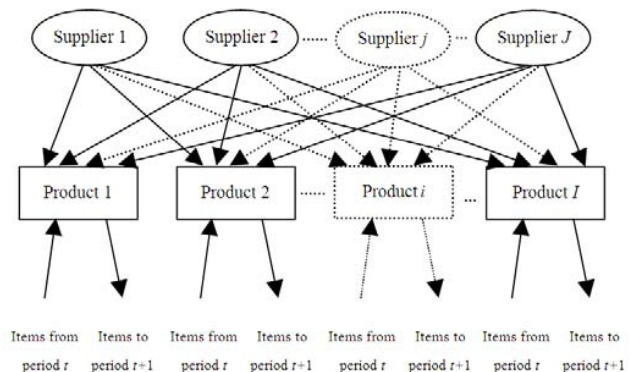 Supplier 1 Supplier 2 ...... Supplier j ... Supplier J
Product 1 Product 2 ...... Product i ... Product I
Items from Items to Items from Items to Items from Items to Items from Items to
period t period t+1 period t period t+1 period t period t+1 period t period t+1